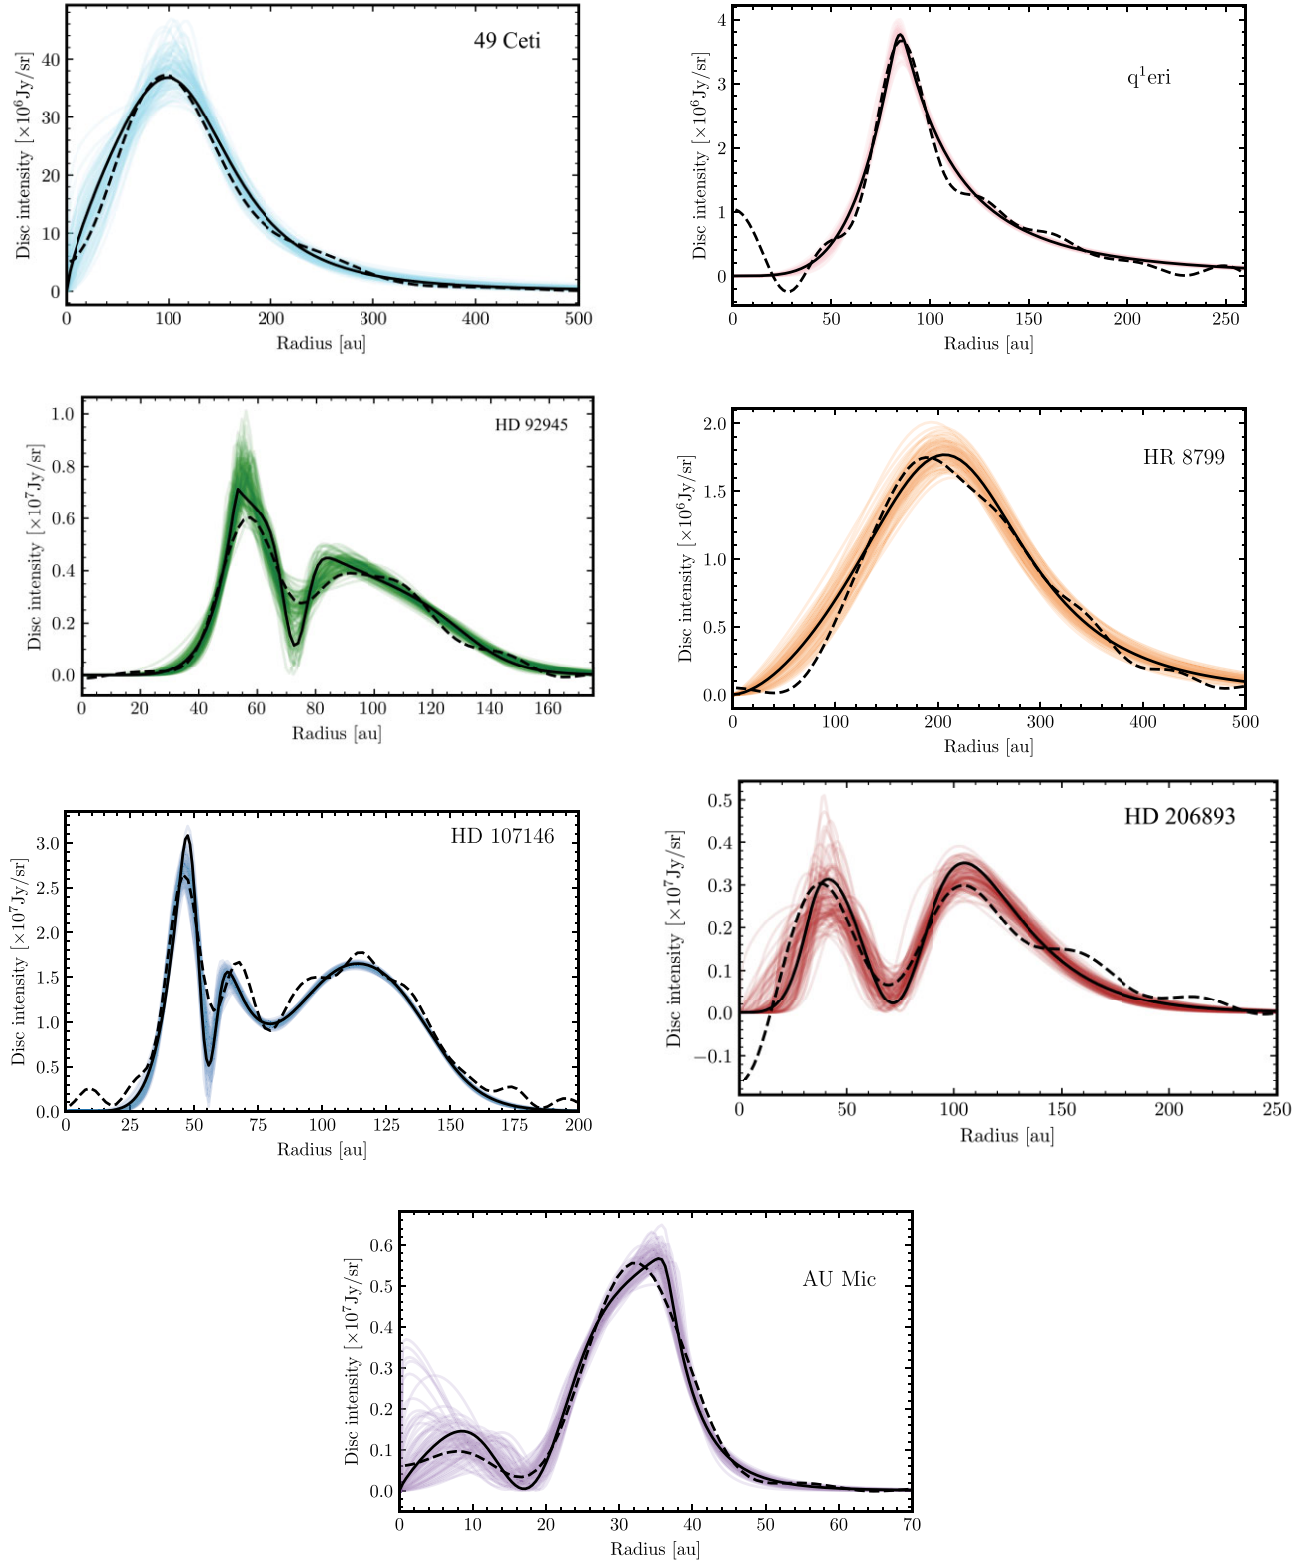 49 Ceti
Disc intensity [×10⁶Jy/sr]
40
30
20
10
0
0 100 200 300 400 500
Radius [au]
q¹eri
Disc intensity [×10⁶Jy/sr]
4
3
2
1
0
0 50 100 150 200 250
Radius [au]
HD 92945
Disc intensity [×10⁷Jy/sr]
1.0
0.8
0.6
0.4
0.2
0.0
0 20 40 60 80 100 120 140 160
Radius [au]
HR 8799
Disc intensity [×10⁶Jy/sr]
2.0
1.5
1.0
0.5
0.0
0 100 200 300 400 500
Radius [au]
HD 107146
Disc intensity [×10⁷Jy/sr]
3.0
2.5
2.0
1.5
1.0
0.5
0.0
0 25 50 75 100 125 150 175 200
Radius [au]
HD 206893
Disc intensity [×10⁷Jy/sr]
0.5
0.4
0.3
0.2
0.1
0.0
−0.1
0 50 100 150 200 250
Radius [au]
AU Mic
Disc intensity [×10⁷Jy/sr]
0.6
0.5
0.4
0.3
0.2
0.1
0.0
0 10 20 30 40 50 60 70
Radius [au]